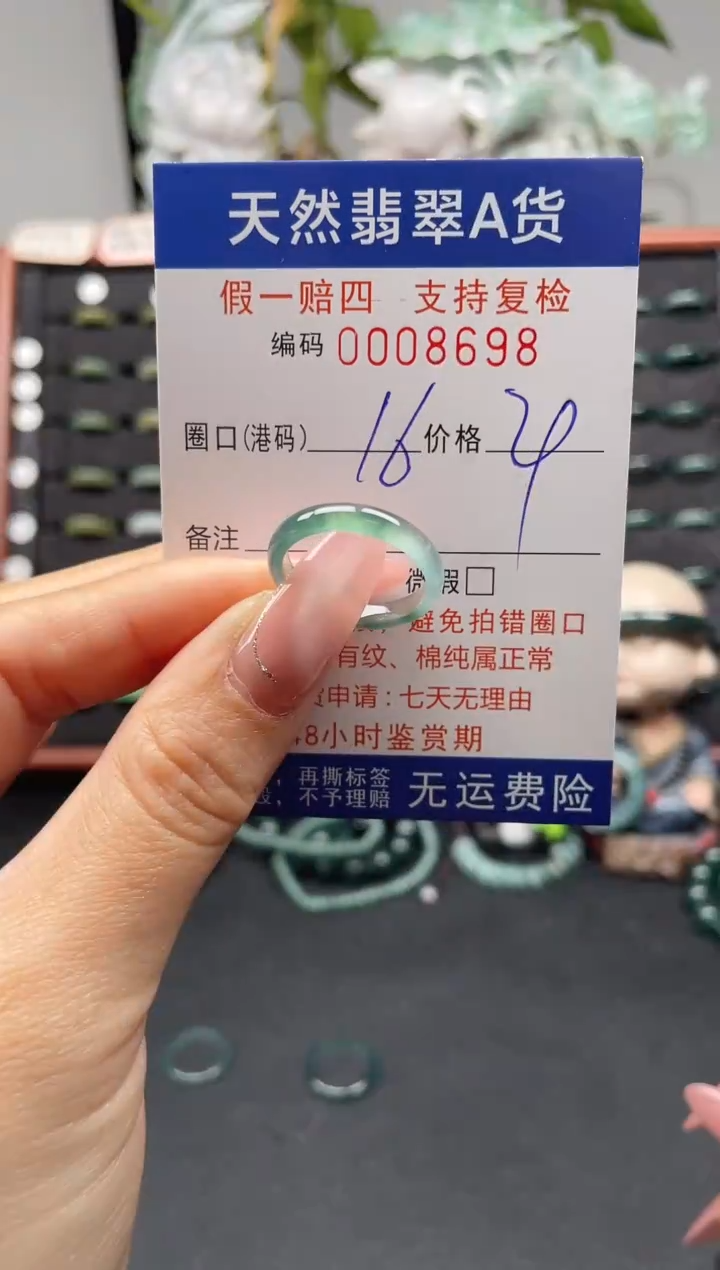 天然翡翠A货
假一赔四 支持复检
编码 0008698
圈口(港码) 16 价格
备注
微瑕
避免拍错圈口
有纹、棉纯属正常
申请：七天无理由
8小时鉴赏期
，再撕标签
，不予理赔 无运费险